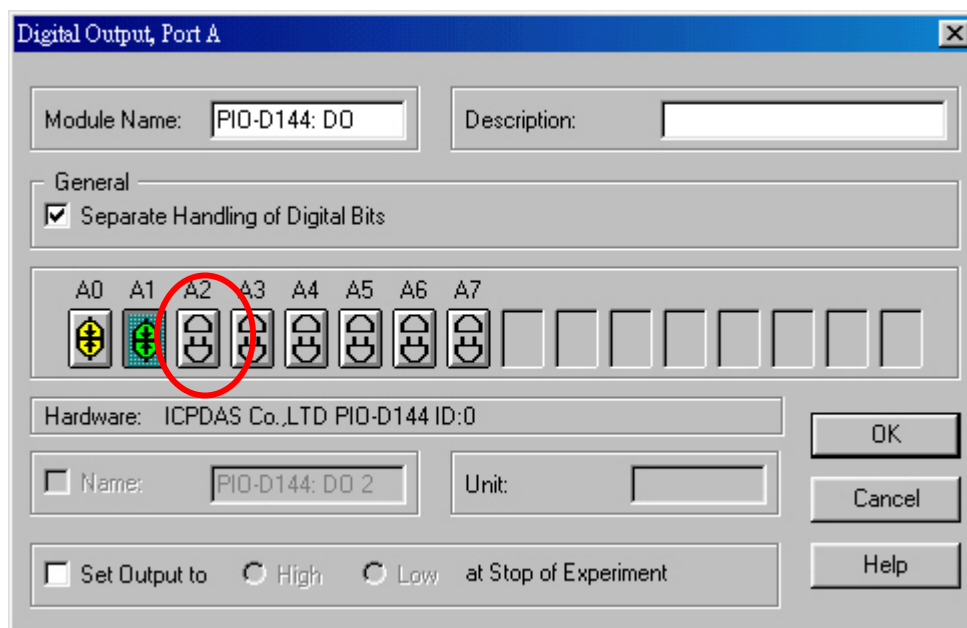 Digital Output, Port A
Module Name: PIO-D144: DO Description:
General
Separate Handling of Digital Bits
A0 A1 A2 A3 A4 A5 A6 A7
Hardware: ICPDAS Co.,LTD PIO-D144 ID:0
OK
Name: PIO-D144: DO 2 Unit:
Cancel
Set Output to High Low at Stop of Experiment
Help